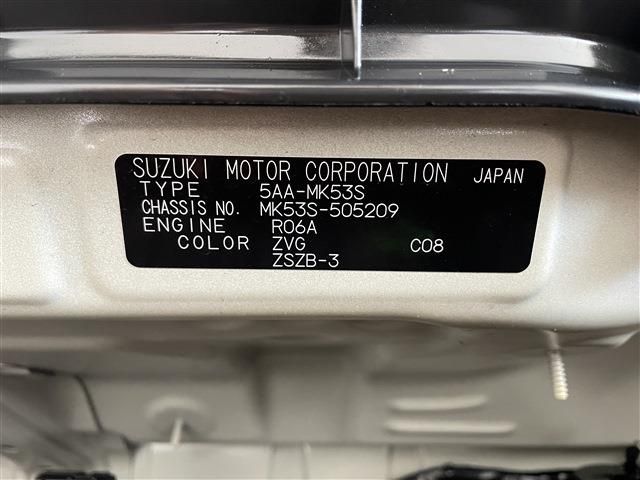 SUZUKI MOTOR CORPORATION JAPAN
TYPE 5AA-MK53S
CHASSIS NO. MK53S-505209
ENGINE R06A
COLOR ZVG C08
ZSZB-3